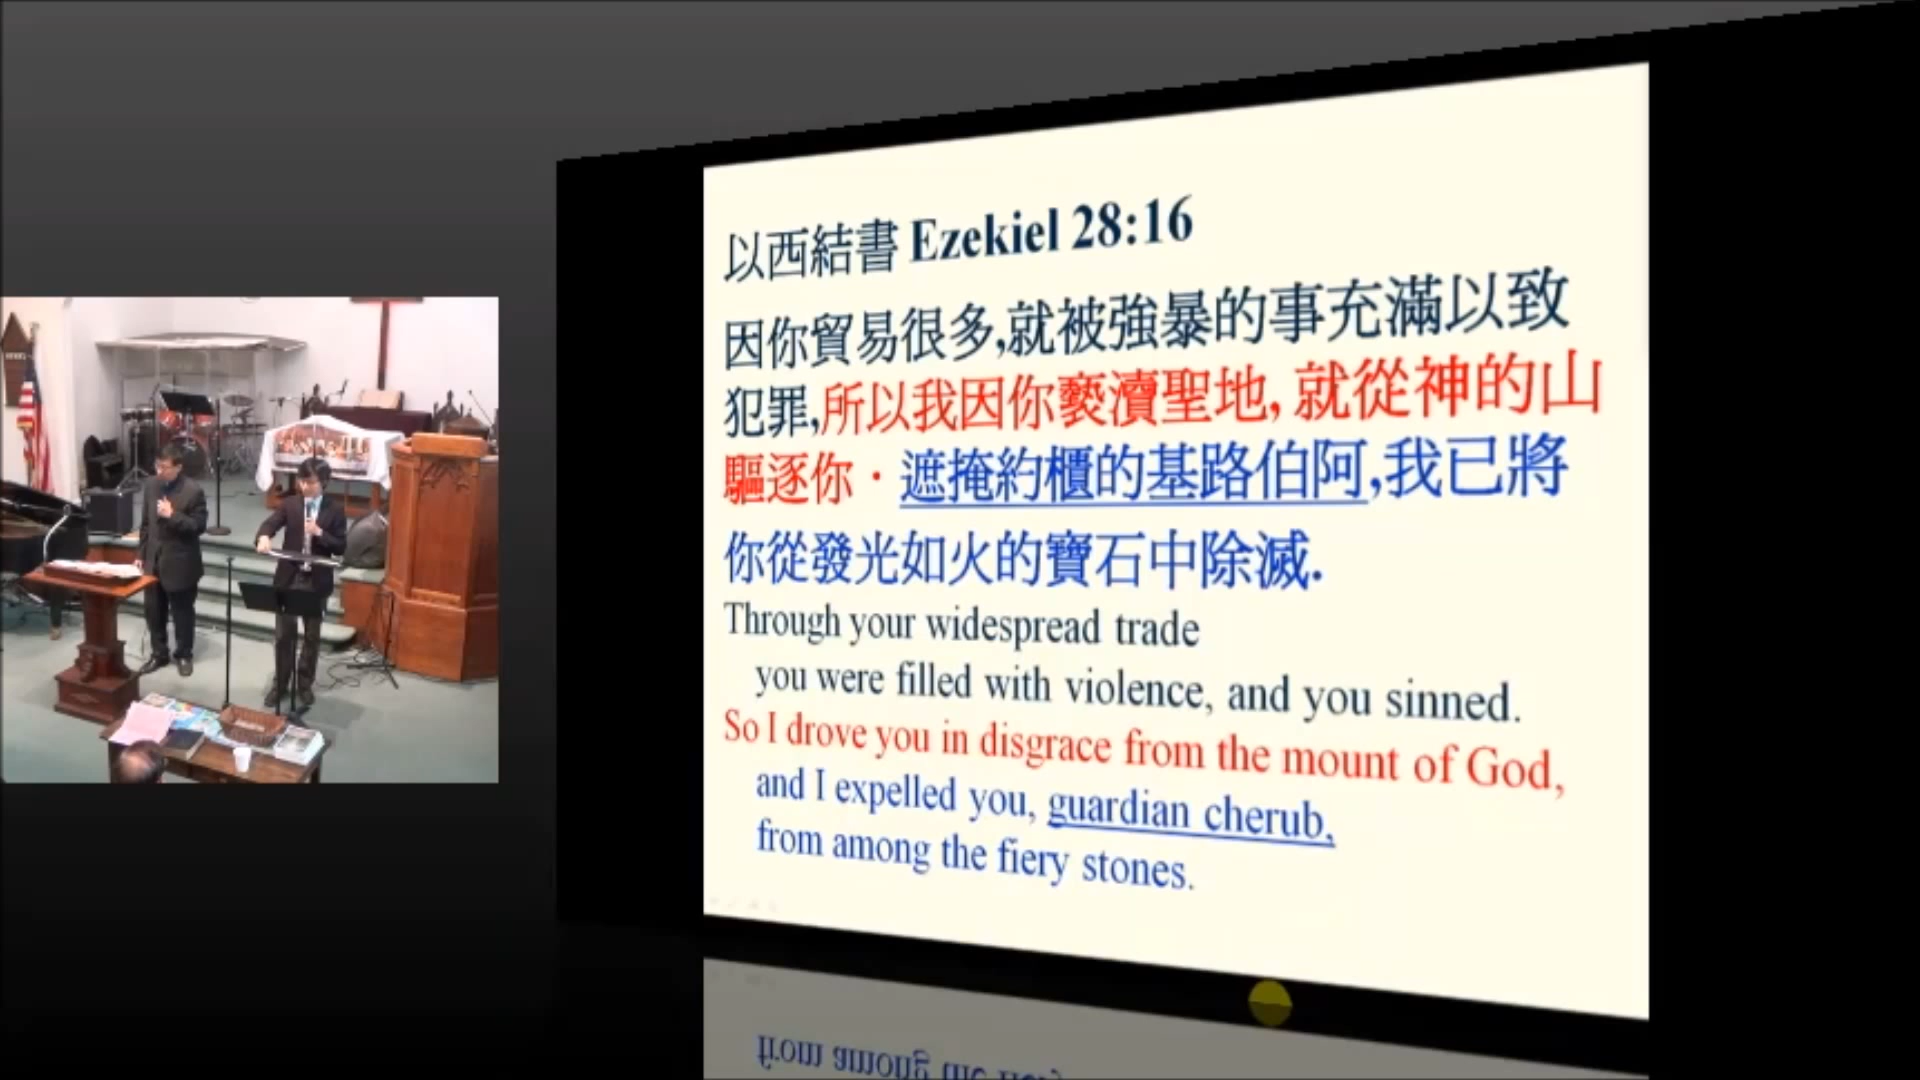 以西結書 Ezekiel 28:16
因你貿易很多,就被強暴的事充滿以致
犯罪,所以我因你褻瀆聖地, 就從神的山
驅逐你．遮掩約櫃的基路伯阿,我已將
你從發光如火的寶石中除滅.
Through your widespread trade
you were filled with violence, and you sinned.
So I drove you in disgrace from the mount of God,
and I expelled you, guardian cherub,
from among the fiery stones.